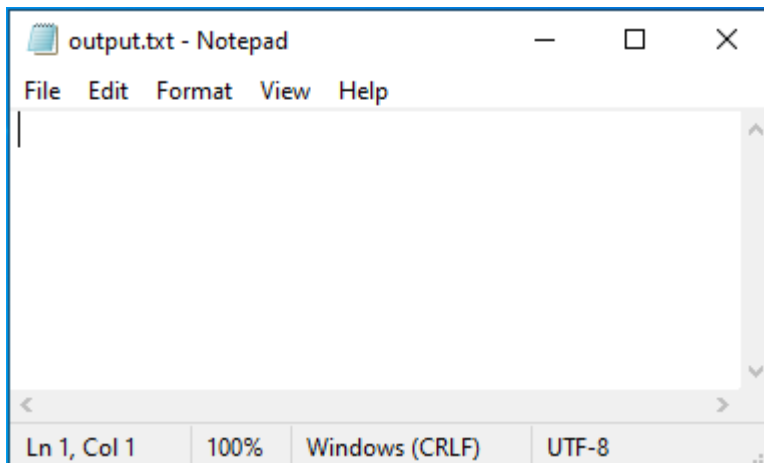 output.txt - Notepad
File Edit Format View Help
Ln 1, Col 1 100% Windows (CRLF) UTF-8